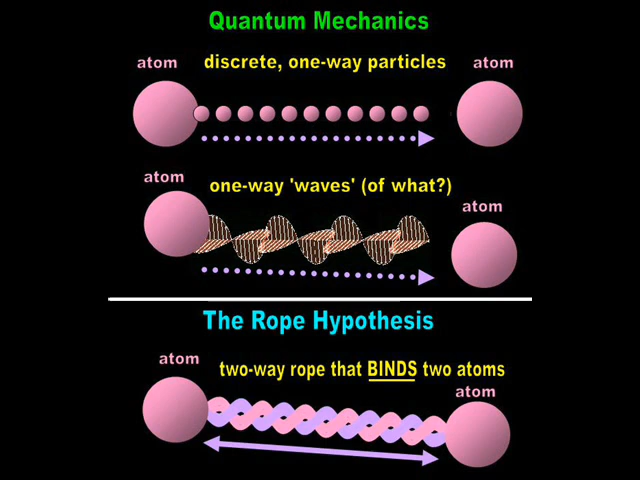 Quantum Mechanics
atom
discrete, one-way particles
atom
atom
one-way 'waves' (of what?)
atom
The Rope Hypothesis
atom
two-way rope that BINDS two atoms
atom